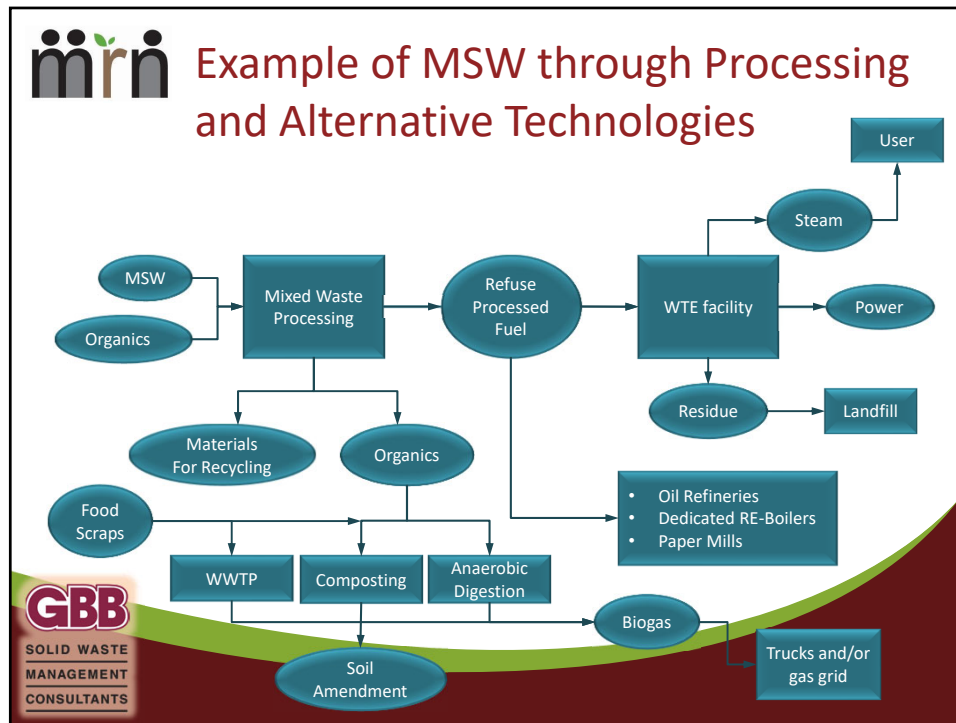 mrn
Example of MSW through Processing
and Alternative Technologies
User
Steam
MSW
Organics
Mixed Waste
Processing
Refuse
Processed
Fuel
WTE facility
Power
Residue
Landfill
Materials
For Recycling
Organics
• Oil Refineries
• Dedicated RE-Boilers
• Paper Mills
Food
Scraps
WWTP
Composting
Anaerobic
Digestion
Biogas
Trucks and/or
gas grid
Soil
Amendment
GBB
SOLID WASTE
MANAGEMENT
CONSULTANTS